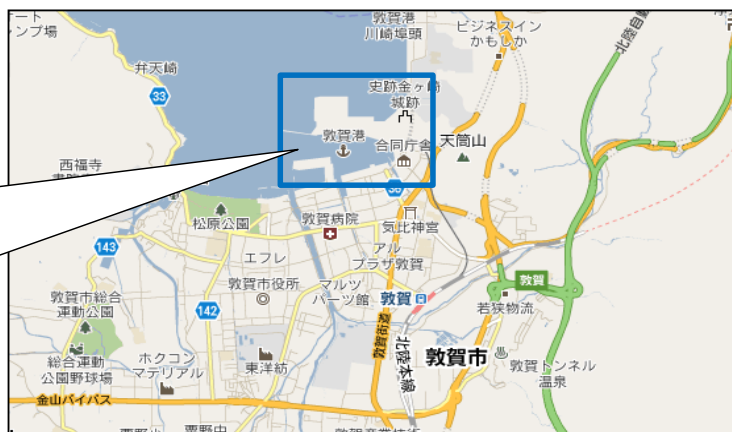 敦賀港
川崎埠頭
ート
ンプ場
ビジネスイン
かもしか
北陸自動
弁天崎
33
史跡金ヶ崎
城跡
敦賀港
合同庁舎
天筒山
西福寺
松原公園
敦賀病院
気比神宮
143
エフレ
アル
プラザ敦賀
敦賀市役所
マルツ
パーツ館
敦賀
敦賀
敦賀市総合
運動公園
142
若狭物流
敦賀街道
北陸本線
敦賀市
総合運動
公園野球場
ホクコン
マテリアル
東洋紡
敦賀トンネル
温泉
金山バイパス